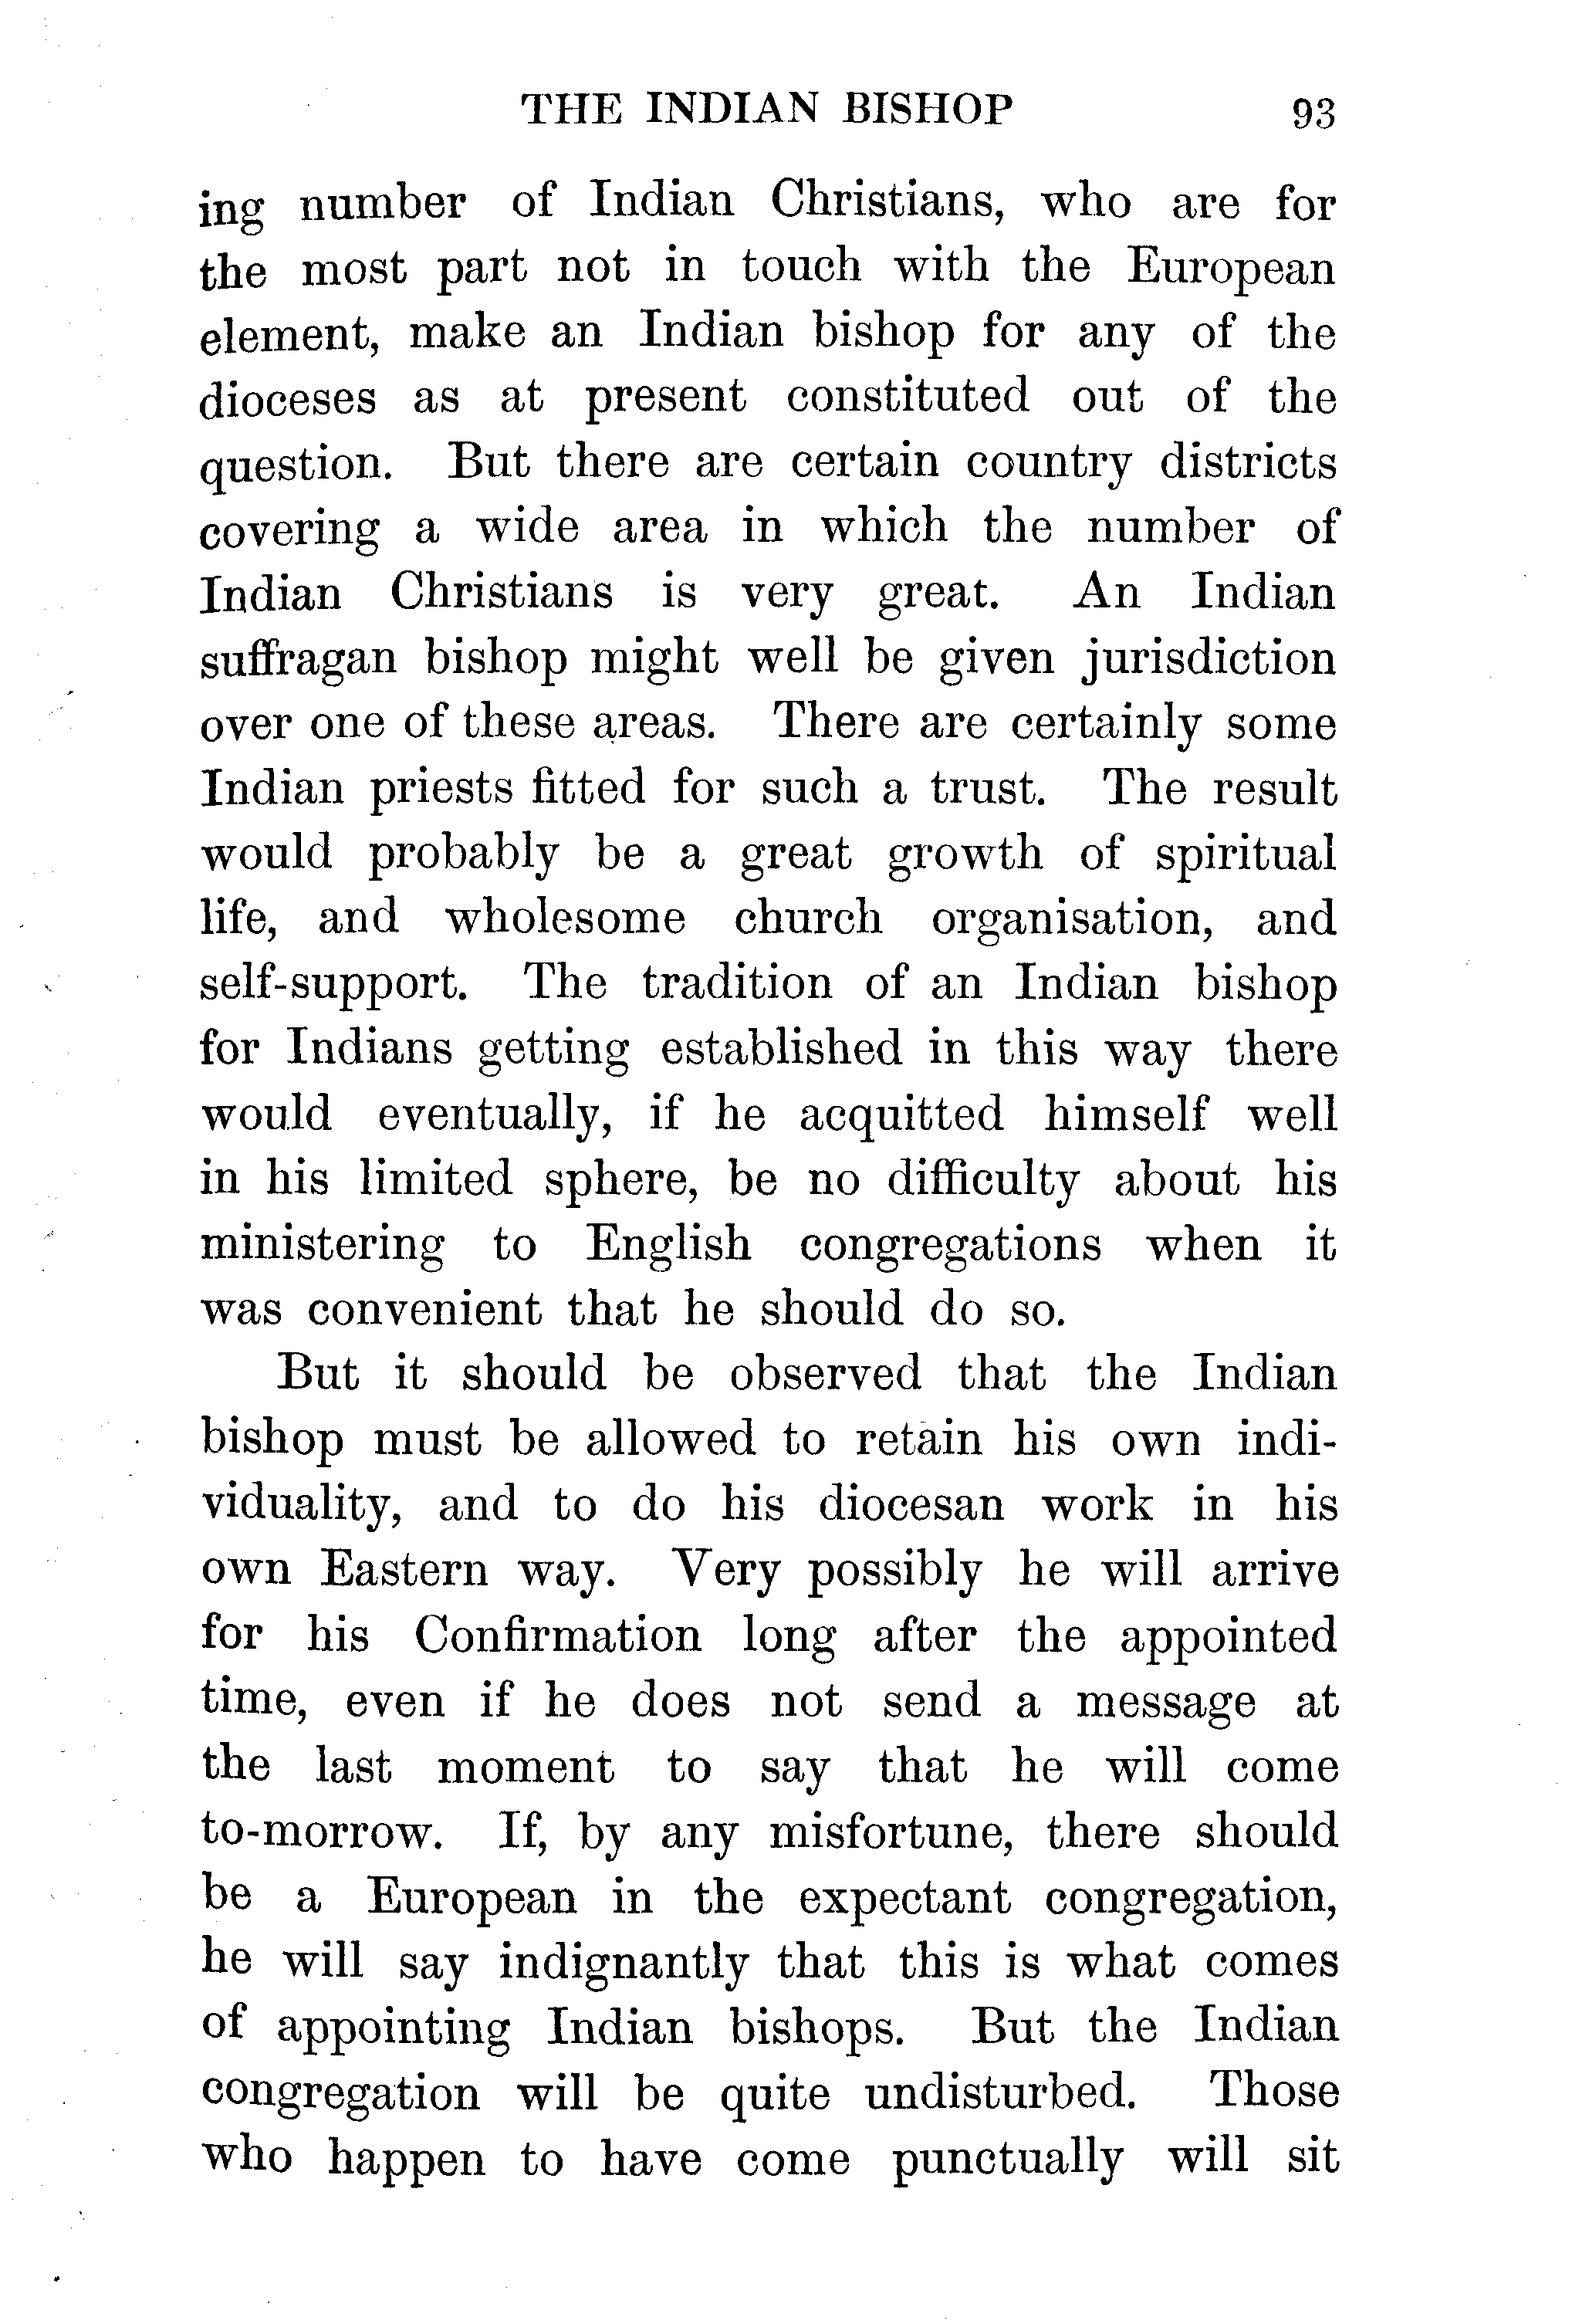 THE INDIAN BISHOP 93
ing number of Indian Christians, who are for
the most part not in touch with the European
element, make an Indian bishop for any of the
dioceses as at present constituted out of the
question. But there are certain country districts
covering a wide area in which the number of
Indian Christians is very great. An Indian
suffragan bishop might well be given jurisdiction
over one of these areas. There are certainly some
Indian priests fitted for such a trust. The result
would probably be a great growth of spiritual
life, and wholesome church organisation, and
self-support. The tradition of an Indian bishop
for Indians getting established in this way there
would eventually, if he acquitted himself well
in his limited sphere, be no difficulty about his
ministering to English congregations when it
was convenient that he should do so.
But it should be observed that the Indian
bishop must be allowed to retain his own indi-
viduality, and to do his diocesan work in his
own Eastern way. Very possibly he will arrive
for his Confirmation long after the appointed
time, even if he does not send a message at
the last moment to say that he will come
to-morrow. If, by any misfortune, there should
be a European in the expectant congregation,
he will say indignantly that this is what comes
of appointing Indian bishops. But the Indian
congregation will be quite undisturbed. Those
who happen to have come punctually will sit